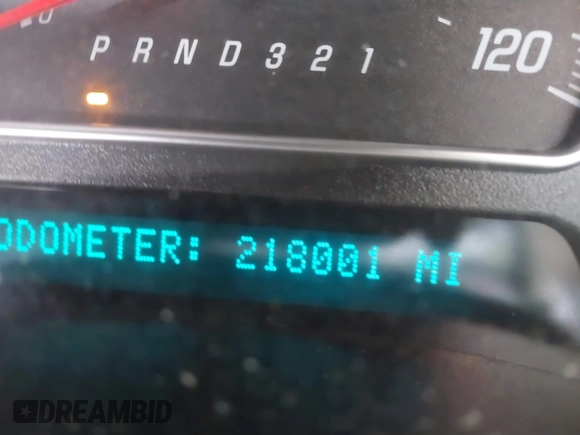 P R N D 3 2 1
120
ODOMETER: 218001 MI
DREAMBID